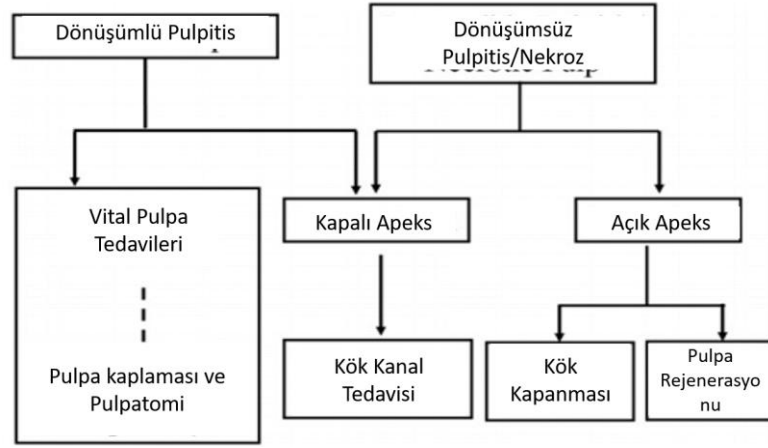 Dönüşümlü Pulpitis
Dönüşümsüz
Pulpitis/Nekroz
Vital Pulpa
Tedavileri
Pulpa kaplaması ve
Pulpatomi
Kapalı Apeks
Açık Apeks
Kök Kanal
Tedavisi
Kök
Kapanması
Pulpa
Rejenerasyo
nu